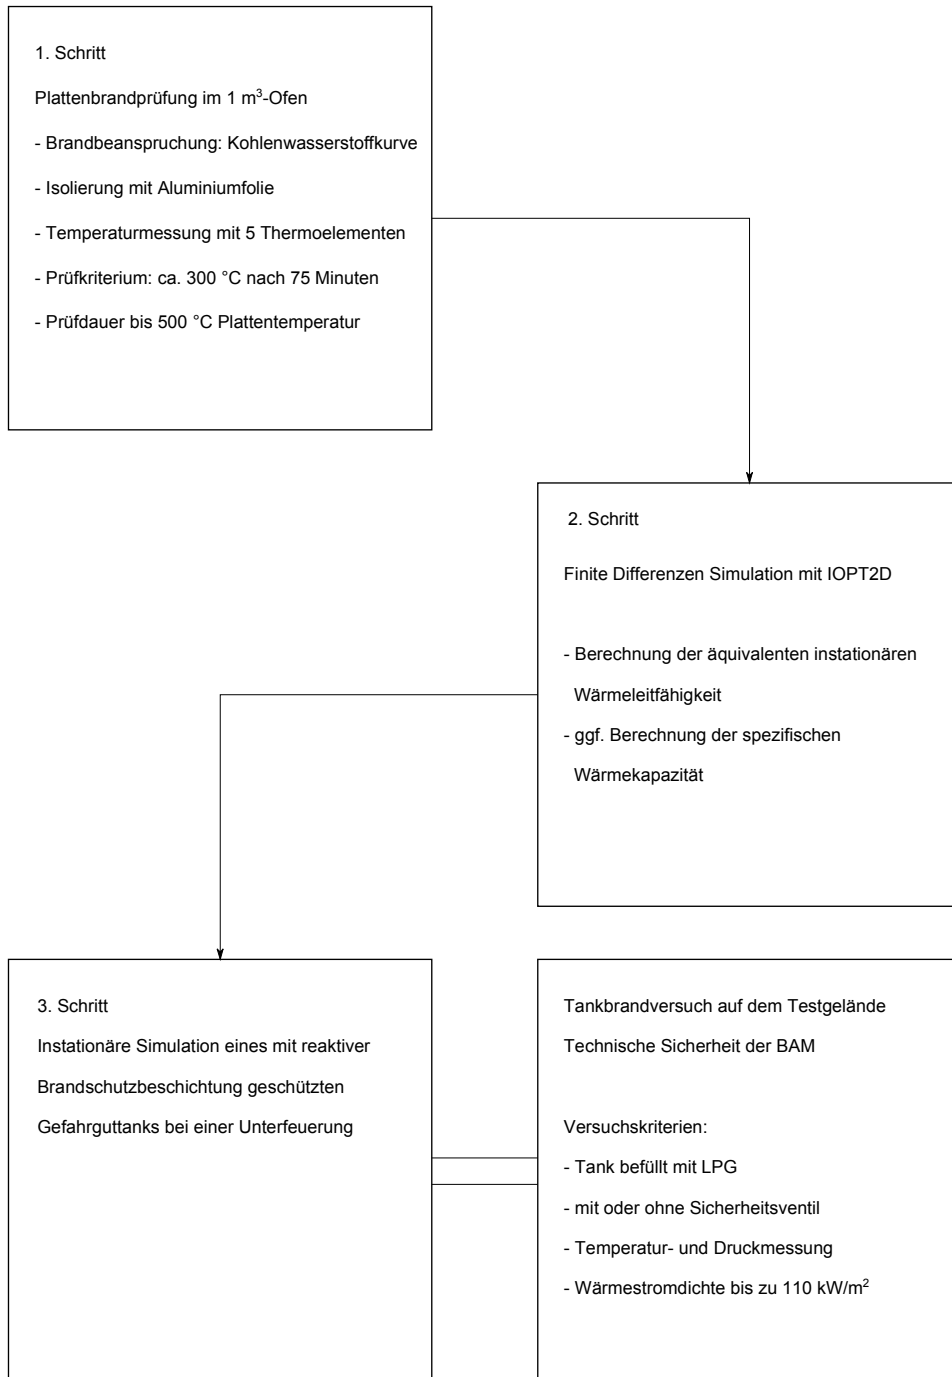 1. Schritt
Plattenbrandprüfung im 1 m³-Ofen
- Brandbeanspruchung: Kohlenwasserstoffkurve
- Isolierung mit Aluminiumfolie
- Temperaturmessung mit 5 Thermoelementen
- Prüfkriterium: ca. 300 °C nach 75 Minuten
- Prüfdauer bis 500 °C Plattentemperatur
2. Schritt
Finite Differenzen Simulation mit IOPT2D
- Berechnung der äquivalenten instationären
Wärmeleitfähigkeit
- ggf. Berechnung der spezifischen
Wärmekapazität
3. Schritt
Instationäre Simulation eines mit reaktiver
Brandschutzbeschichtung geschützten
Gefahrguttanks bei einer Unterfeuerung
Tankbrandversuch auf dem Testgelände
Technische Sicherheit der BAM
Versuchskriterien:
- Tank befüllt mit LPG
- mit oder ohne Sicherheitsventil
- Temperatur- und Druckmessung
- Wärmestromdichte bis zu 110 kW/m²